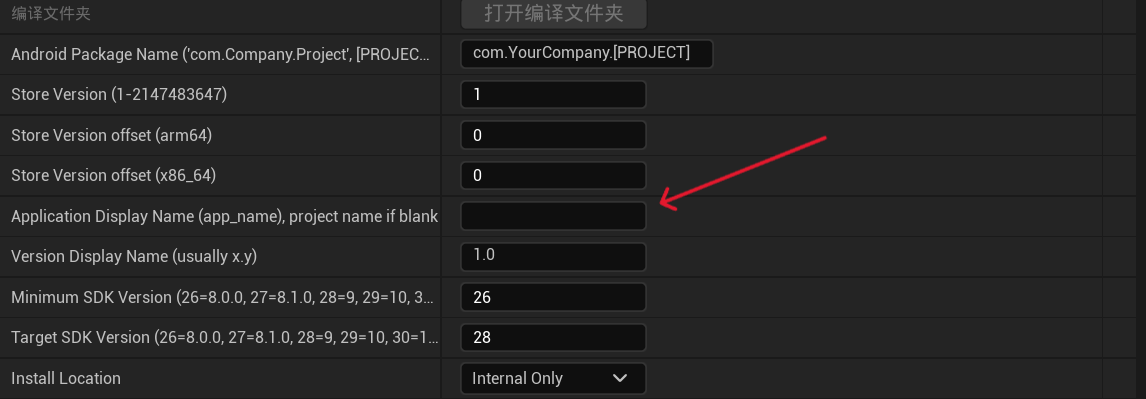 编译文件夹 打开编译文件夹
Android Package Name ('com.Company.Project', [PROJEC... com.YourCompany.[PROJECT]
Store Version (1-2147483647) 1
Store Version offset (arm64) 0
Store Version offset (x86_64) 0
Application Display Name (app_name), project name if blank
Version Display Name (usually x.y) 1.0
Minimum SDK Version (26=8.0.0, 27=8.1.0, 28=9, 29=10, 3... 26
Target SDK Version (26=8.0.0, 27=8.1.0, 28=9, 29=10, 30=1... 28
Install Location Internal Only